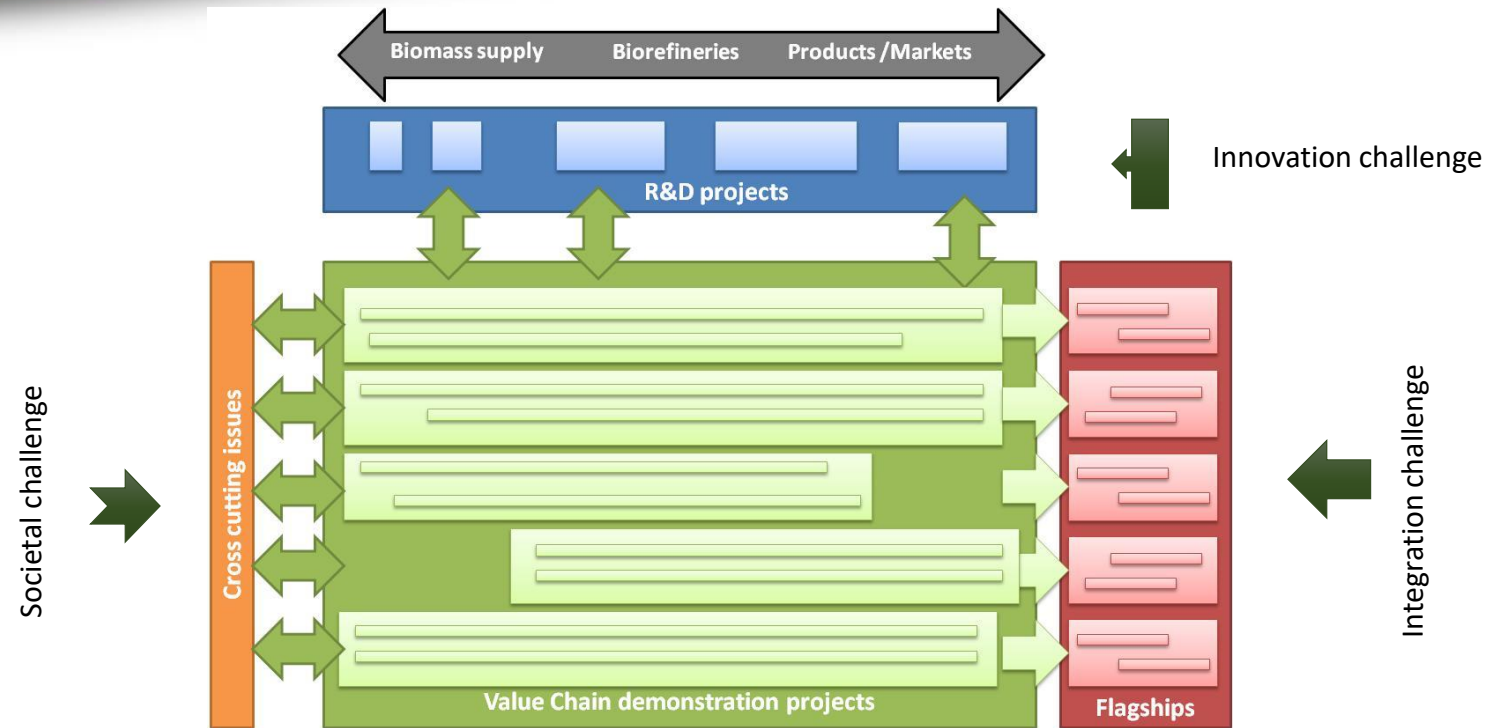 Biomass supply Biorefineries Products /Markets
R&D projects
Innovation challenge
Societal challenge
Cross cutting issues
Value Chain demonstration projects
Flagships
Integration challenge